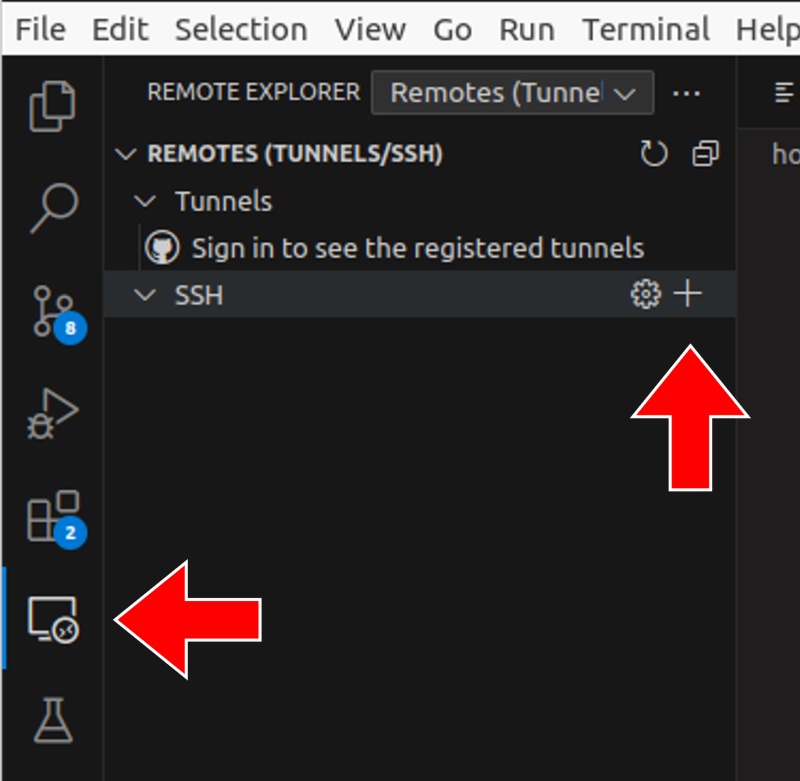 File Edit Selection View Go Run Terminal Help
REMOTE EXPLORER Remotes (Tunnel ...
REMOTES (TUNNELS/SSH)
Tunnels
Sign in to see the registered tunnels
SSH
8
2
ho